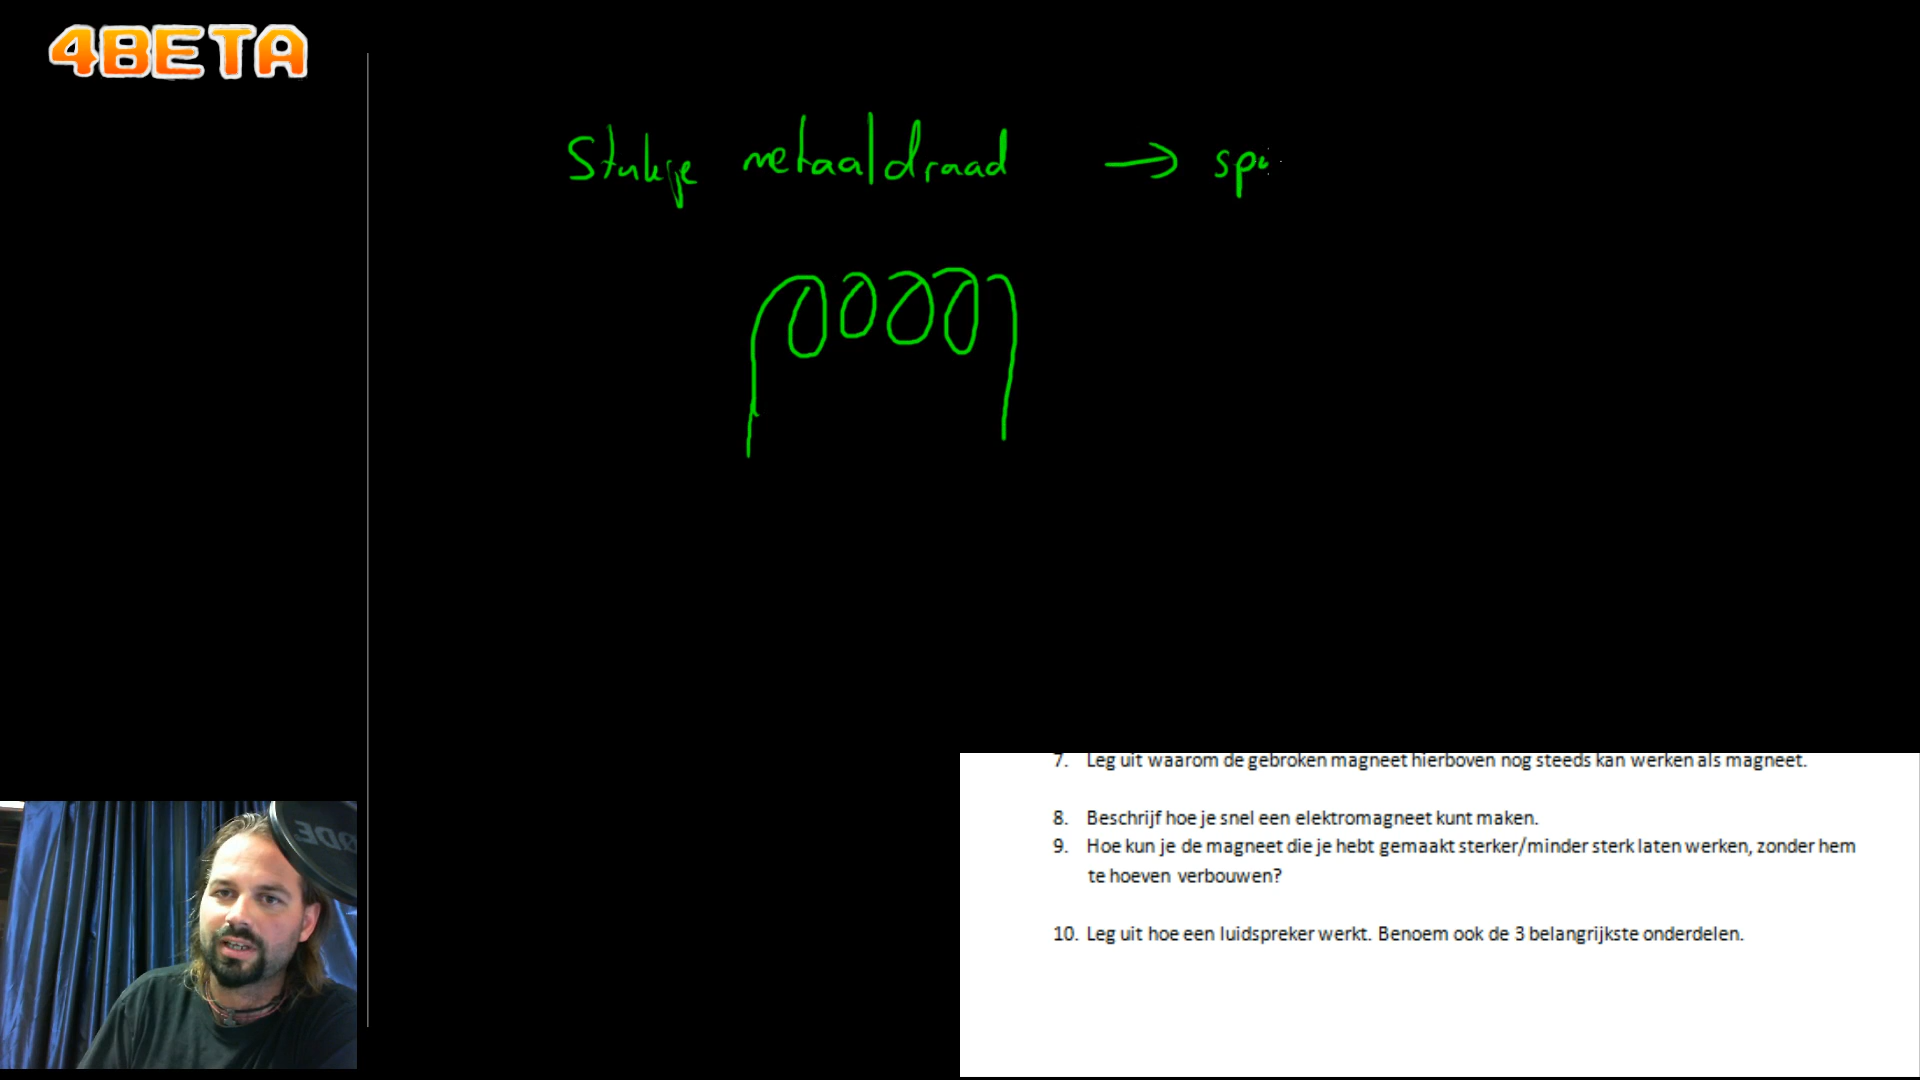 4BETA
Stukje metaaldraad → spo
7. Leg uit waarom de gebroken magneet hierboven nog steeds kan werken als magneet.
8. Beschrijf hoe je snel een elektromagneet kunt maken.
9. Hoe kun je de magneet die je hebt gemaakt sterker/minder sterk laten werken, zonder hem
te hoeven verbouwen?
10. Leg uit hoe een luidspreker werkt. Benoem ook de 3 belangrijkste onderdelen.
RØDE